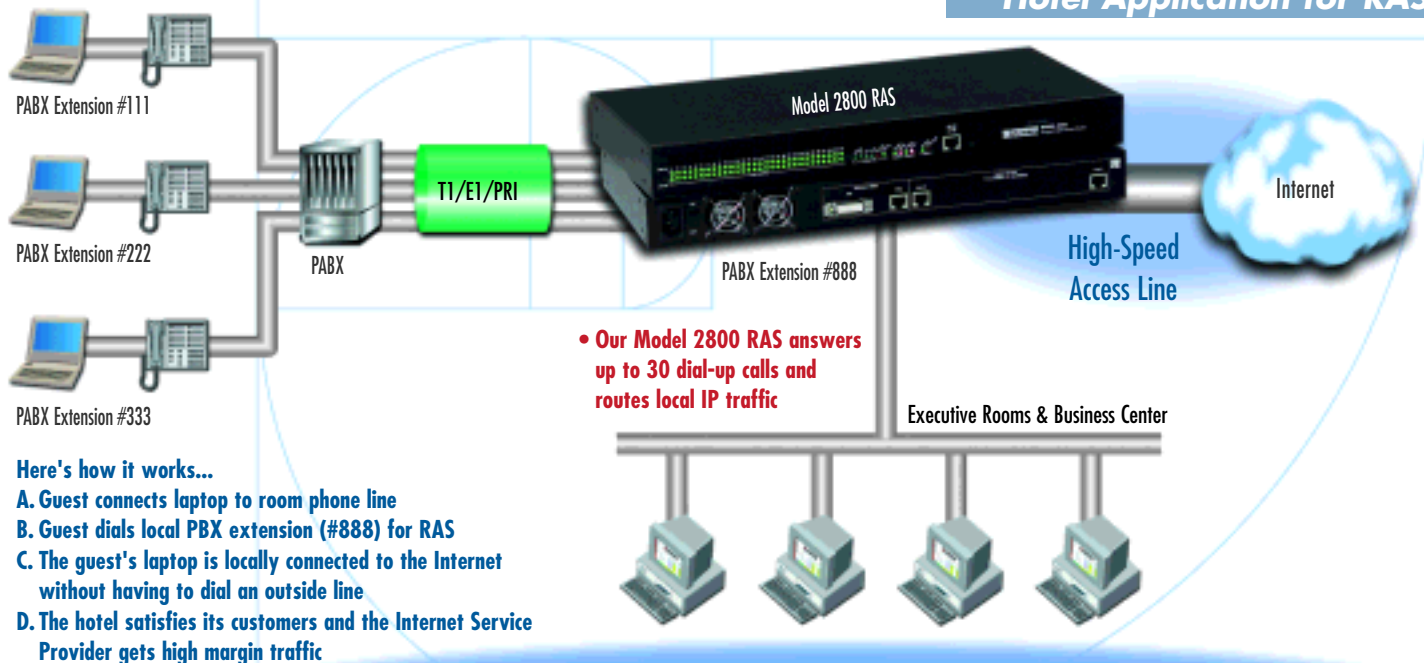 Hotel Application for RAS
PABX Extension #111
Model 2800 RAS
T1/E1/PRI
Internet
PABX Extension #222
PABX
PABX Extension #888
High-Speed
Access Line
• Our Model 2800 RAS answers
up to 30 dial-up calls and
routes local IP traffic
PABX Extension #333
Executive Rooms & Business Center
Here's how it works...
A. Guest connects laptop to room phone line
B. Guest dials local PBX extension (#888) for RAS
C. The guest's laptop is locally connected to the Internet
without having to dial an outside line
D. The hotel satisfies its customers and the Internet Service
Provider gets high margin traffic